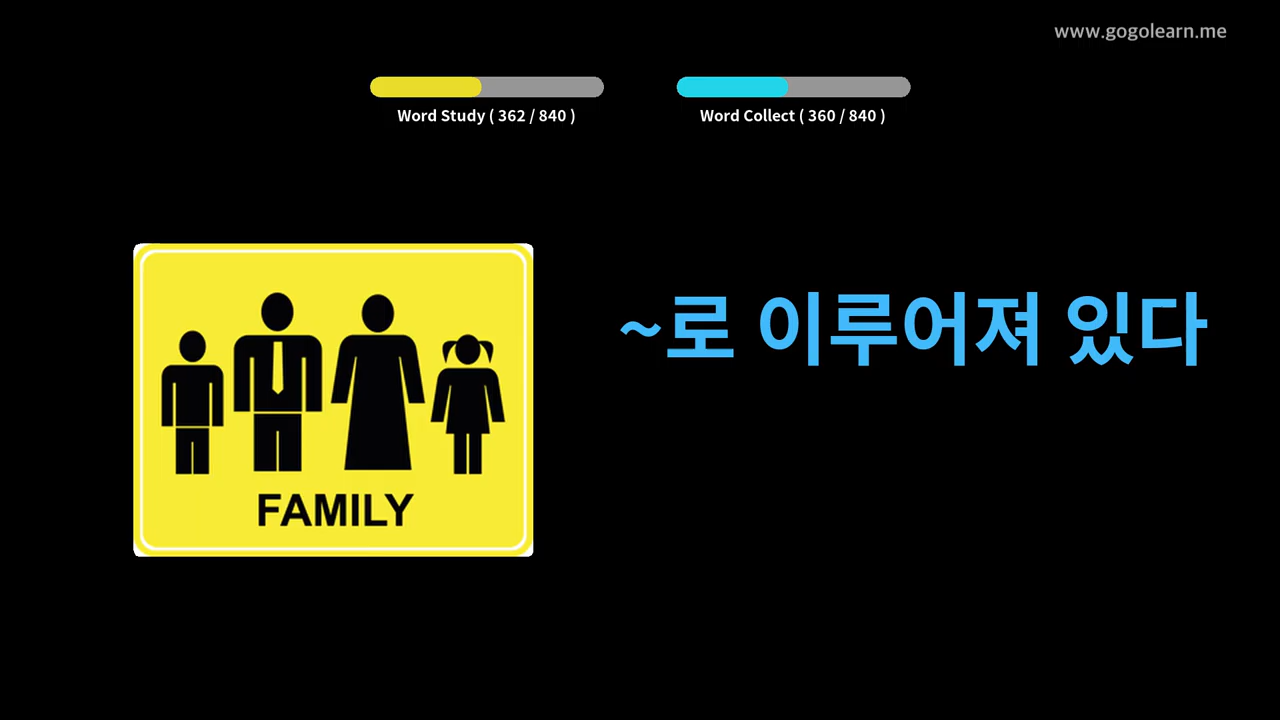 www.gogolearn.me
Word Study ( 362 / 840 )
Word Collect ( 360 / 840 )
~로 이루어져 있다
FAMILY